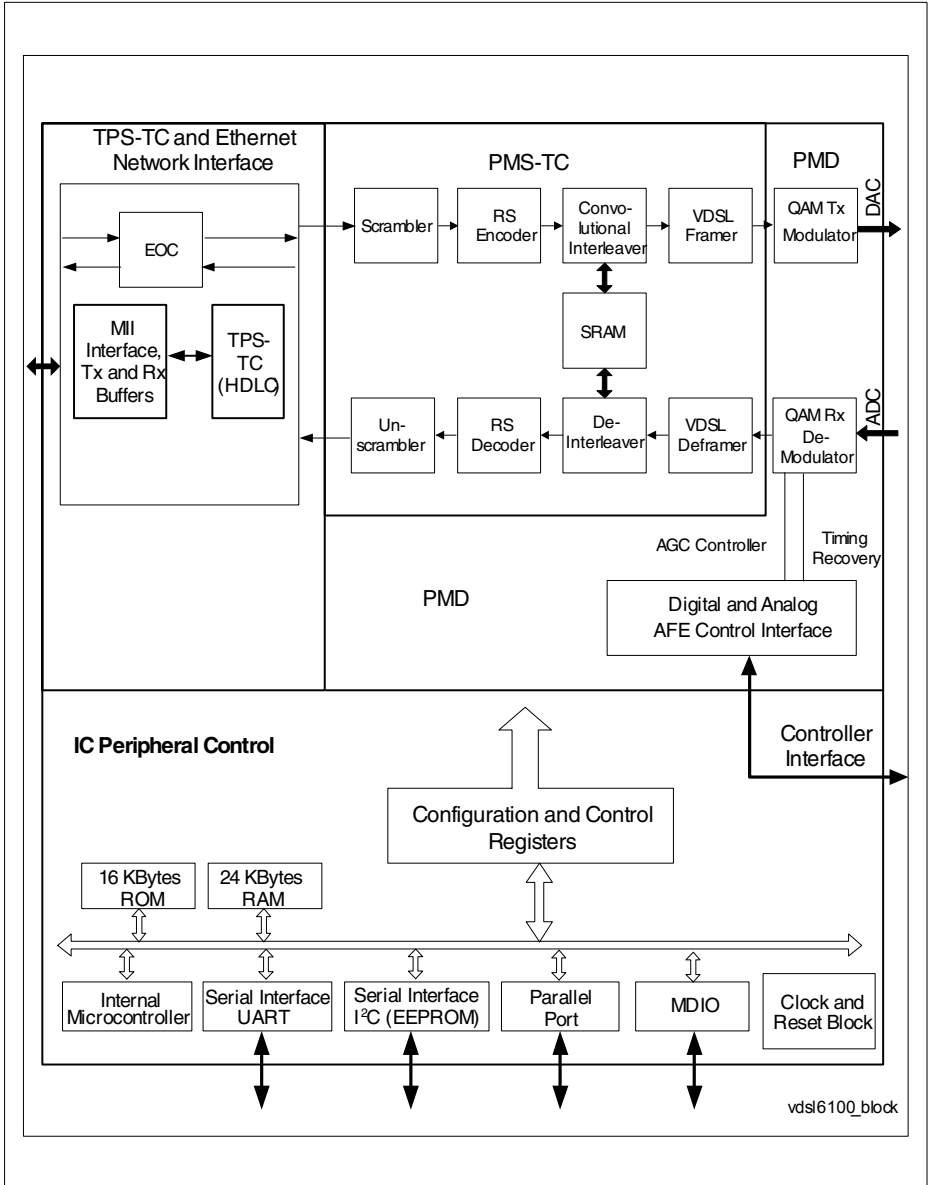 TPS-TC and Ethernet
Network Interface
PMS-TC
PMD
DAC
EOC
Scrambler
RS
Encoder
Convo-
lutional
Interleaver
VDSL
Framer
QAM Tx
Modulator
MII
Interface,
Tx and Rx
Buffers
TPS-
TC
(HDLC)
SRAM
ADC
Un-
scrambler
RS
Decoder
De-
Interleaver
VDSL
Deframer
QAM Rx
De-
Modulator
AGC Controller
Timing
Recovery
PMD
Digital and Analog
AFE Control Interface
IC Peripheral Control
Controller
Interface
Configuration and Control
Registers
16 KBytes
ROM
24 KBytes
RAM
Internal
Microcontroller
Serial Interface
UART
Serial Interface
I²C (EEPROM)
Parallel
Port
MDIO
Clock and
Reset Block
vdsl6100_block